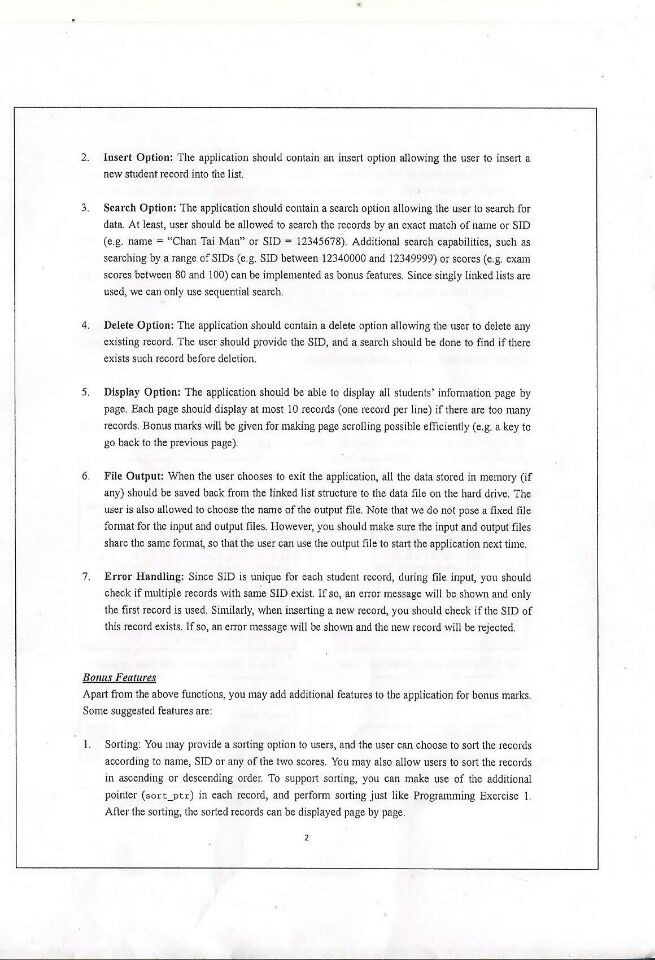 2. Insert Option: The application should contain an insert option allowing the user to insert a
new student record into the list.
3. Search Option: The application should contain a search option allowing the user to search for
data. At least, user should be allowed to search the records by an exact match of name or SID
(e.g. name = “Chan Tai Man” or SID = 12345678). Additional search capabilities, such as
searching by a range of SIDs (e.g. SID between 12340000 and 12349999) or scores (e.g. exam
scores between 80 and 100) can be implemented as bonus features. Since singly linked lists are
used, we can only use sequential search.
4. Delete Option: The application should contain a delete option allowing the user to delete any
existing record. The user should provide the SID, and a search should be done to find if there
exists such record before deletion.
5. Display Option: The application should be able to display all students’ information page by
page. Each page should display at most 10 records (one record per line) if there are too many
records. Bonus marks will be given for making page scrolling possible efficiently (e.g. a key to
go back to the previous page).
6. File Output: When the user chooses to exit the application, all the data stored in memory (if
any) should be saved back from the linked list structure to the data file on the hard drive. The
user is also allowed to choose the name of the output file. Note that we do not pose a fixed file
format for the input and output files. However, you should make sure the input and output files
share the same format, so that the user can use the output file to start the application next time.
7. Error Handling: Since SID is unique for each student record, during file input, you should
check if multiple records with same SID exist. If so, an error message will be shown and only
the first record is used. Similarly, when inserting a new record, you should check if the SID of
this record exists. If so, an error message will be shown and the new record will be rejected.
Bonus Features
Apart from the above functions, you may add additional features to the application for bonus marks.
Some suggested features are:
1. Sorting: You may provide a sorting option to users, and the user can choose to sort the records
according to name, SID or any of the two scores. You may also allow users to sort the records
in ascending or descending order. To support sorting, you can make use of the additional
pointer (sort_ptr) in each record, and perform sorting just like Programming Exercise 1.
After the sorting, the sorted records can be displayed page by page.
2